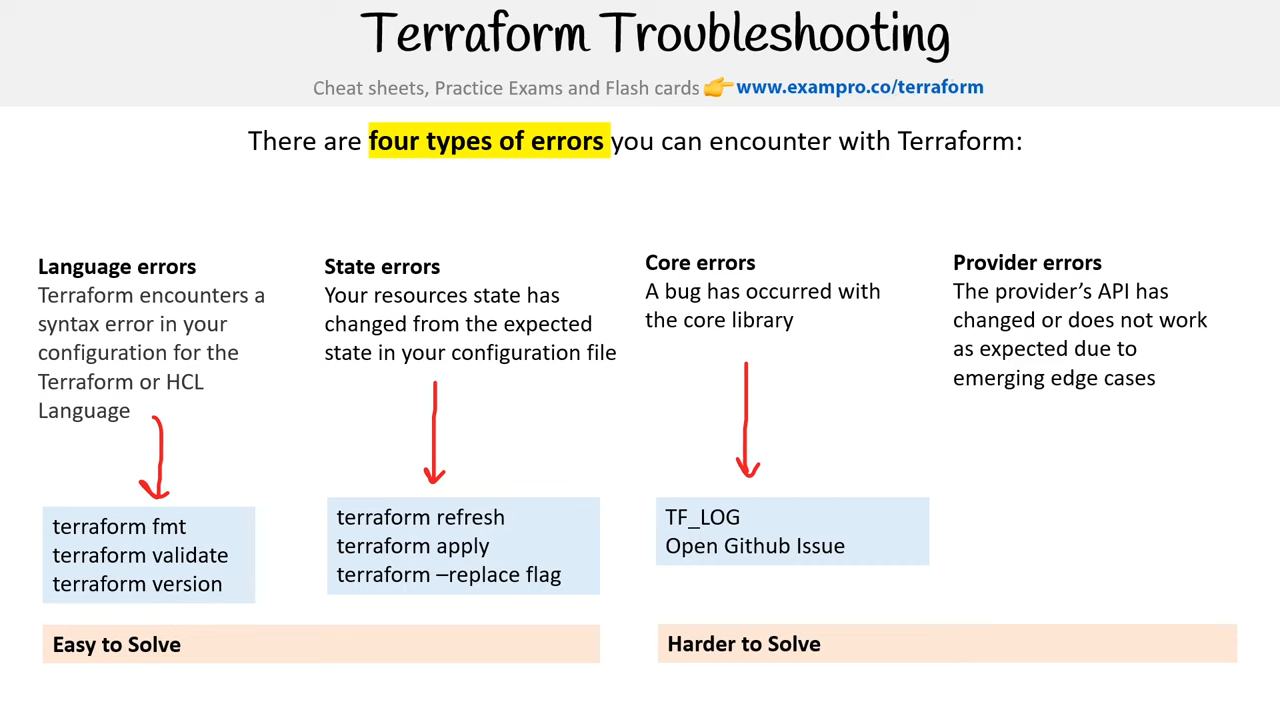 Terraform Troubleshooting
Cheat sheets, Practice Exams and Flash cards 👉 www.exampro.co/terraform
There are four types of errors you can encounter with Terraform:
Language errors
Terraform encounters a
syntax error in your
configuration for the
Terraform or HCL
Language
terraform fmt
terraform validate
terraform version
State errors
Your resources state has
changed from the expected
state in your configuration file
terraform refresh
terraform apply
terraform –replace flag
Core errors
A bug has occurred with
the core library
TF_LOG
Open Github Issue
Provider errors
The provider’s API has
changed or does not work
as expected due to
emerging edge cases
Easy to Solve
Harder to Solve